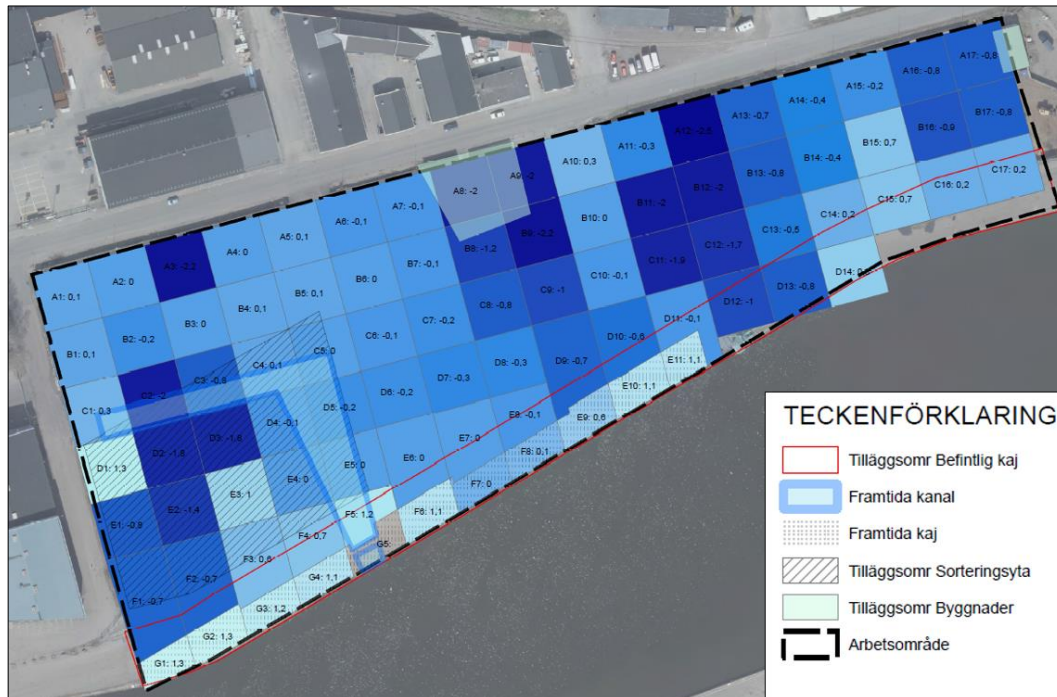 A1: 0,1
A2: 0
A3: -2,2
A4: 0
A5: 0,1
A6: -0,1
A7: -0,1
A8: -2
A9: -2
A10: 0,3
A11: -0,3
A12: -2,5
A13: -0,7
A14: -0,4
A15: -0,2
A16: -0,8
A17: -0,8
B1: 0,1
B2: -0,2
B3: 0
B4: 0,1
B5: 0,1
B6: 0
B7: -0,1
B8: -1,2
B9: -2,2
B10: 0
B11: -2
B12: -2
B13: -0,8
B14: -0,4
B15: 0,7
B16: -0,9
B17: -0,8
C1: 0,3
C2: -2
C3: -0,8
C4: 0,1
C5: 0
C6: -0,1
C7: -0,2
C8: -0,8
C9: -1
C10: -0,1
C11: -1,9
C12: -1,7
C13: -0,5
C14: 0,2
C15: 0,7
C16: 0,2
C17: 0,2
D1: 1,3
D2: -1,8
D3: -1,8
D4: -0,1
D5: -0,2
D6: -0,2
D7: -0,3
D8: -0,3
D9: -0,7
D10: -0,6
D11: -0,1
D12: -1
D13: -0,8
D14:
E1: -0,8
E2: -1,4
E3: 1
E4: 0
E5: 0
E6: 0
E7: 0
E8: -0,1
E9: 0,6
E10: 1,1
E11: 1,1
F1: -0,7
F2: -0,7
F3: 0,6
F4: 0,7
F5: 1,2
F6: 1,1
F7: 0
F8: 0,1
G1: 1,3
G2: 1,3
G3: 1,2
G4: 1,1
G5:
TECKENFÖRKLARING
Tilläggsomr Befintlig kaj
Framtida kanal
Framtida kaj
Tilläggsomr Sorteringsyta
Tilläggsomr Byggnader
Arbetsområde